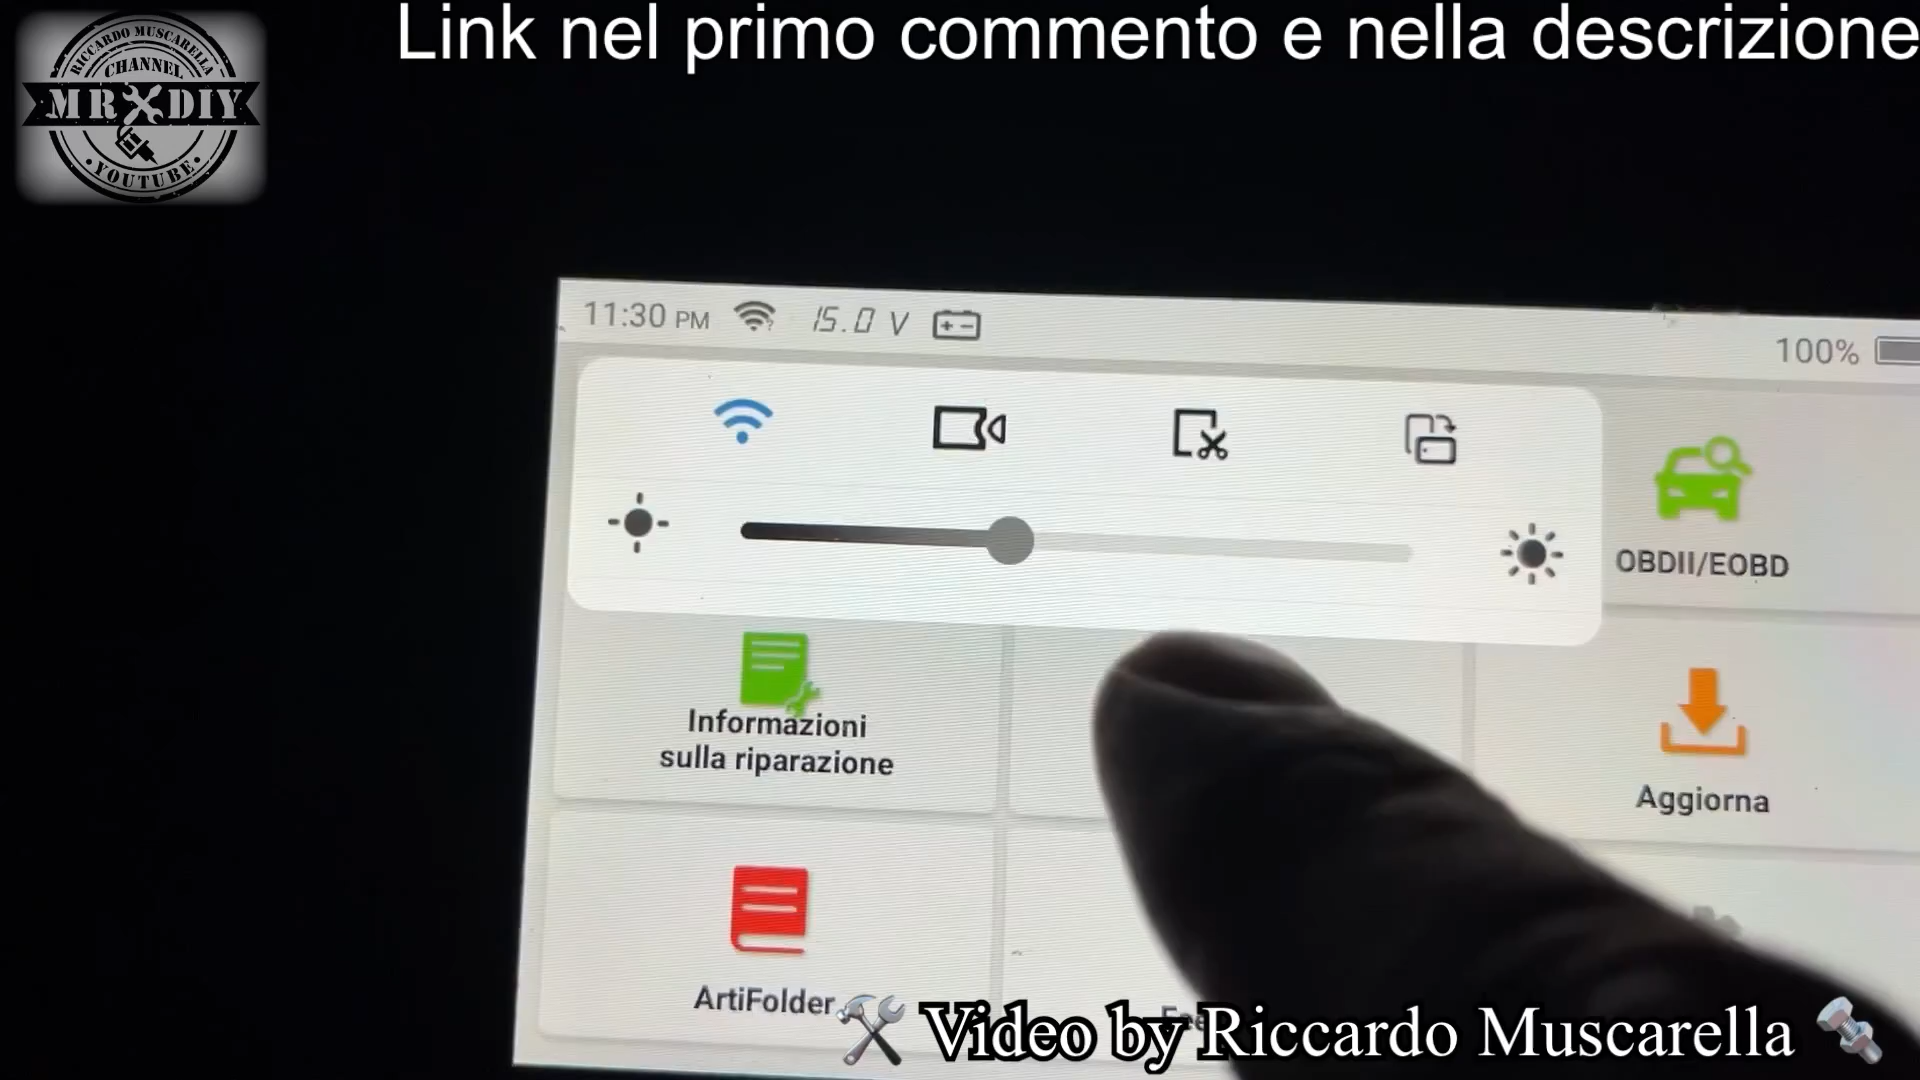 Link nel primo commento e nella descrizione
RICCARDO MUSCARELLA
CHANNEL
MR DIY
YOUTUBE
11:30 PM
15.0 V
100%
OBDII/EOBD
Informazioni
sulla riparazione
Aggiorna
ArtiFolder
Video by Riccardo Muscarella